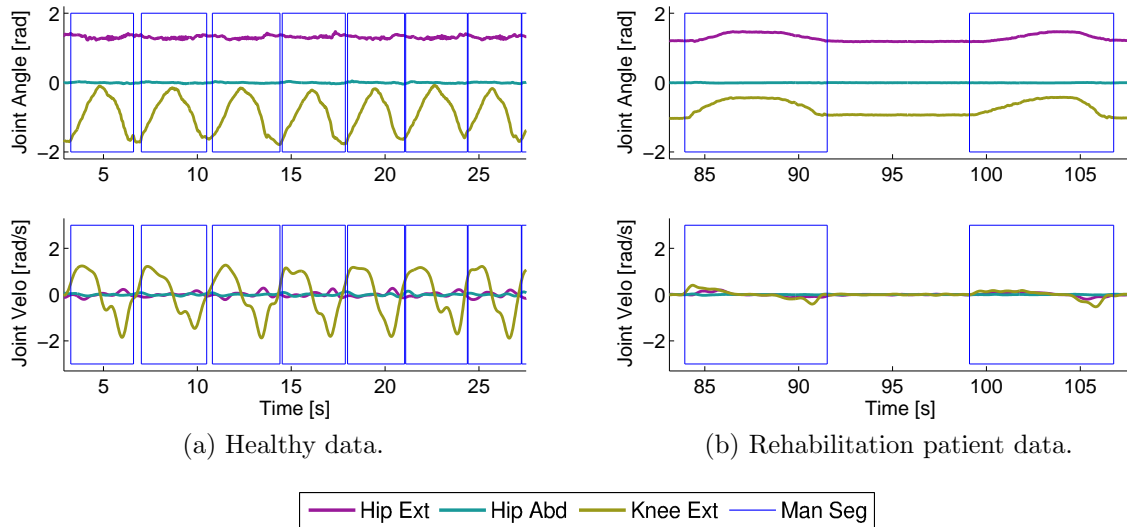 2
0
−2
Joint Angle [rad]
5 10 15 20 25
2
0
−2
Joint Velo [rad/s]
5 10 15 20 25
Time [s]
(a) Healthy data.
2
0
−2
Joint Angle [rad]
85 90 95 100 105
2
0
−2
Joint Velo [rad/s]
85 90 95 100 105
Time [s]
(b) Rehabilitation patient data.
Hip Ext Hip Abd Knee Ext Man Seg